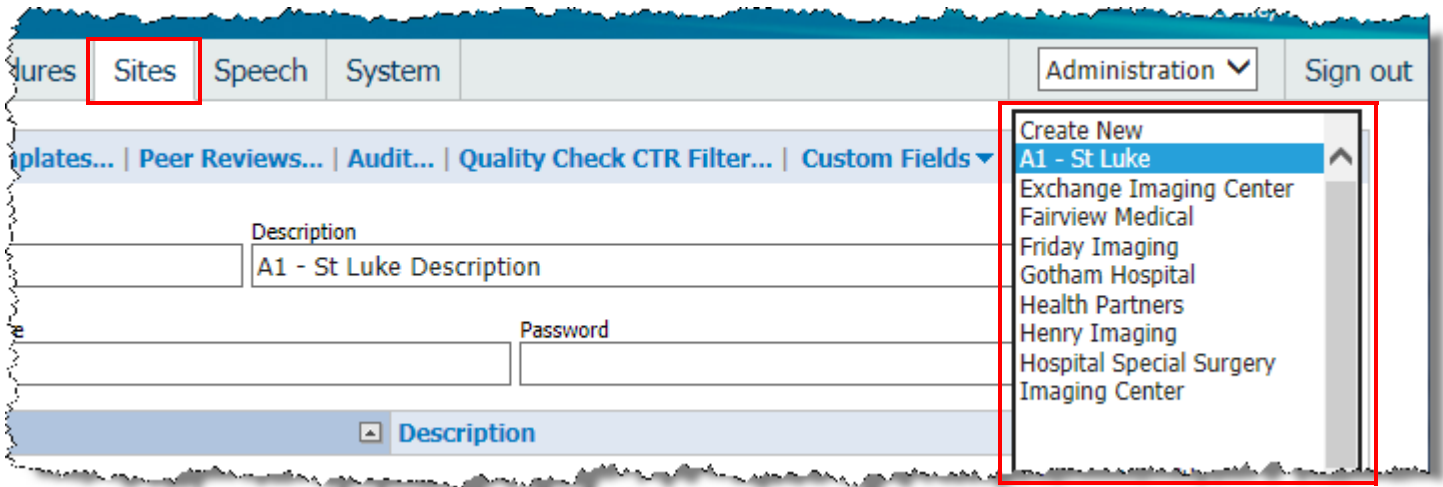 dures Sites Speech System Administration Sign out
nplates... | Peer Reviews... | Audit... | Quality Check CTR Filter... | Custom Fields
Create New
A1 - St Luke
Exchange Imaging Center
Fairview Medical
Friday Imaging
Gotham Hospital
Health Partners
Henry Imaging
Hospital Special Surgery
Imaging Center
Description
A1 - St Luke Description
e Password
Description